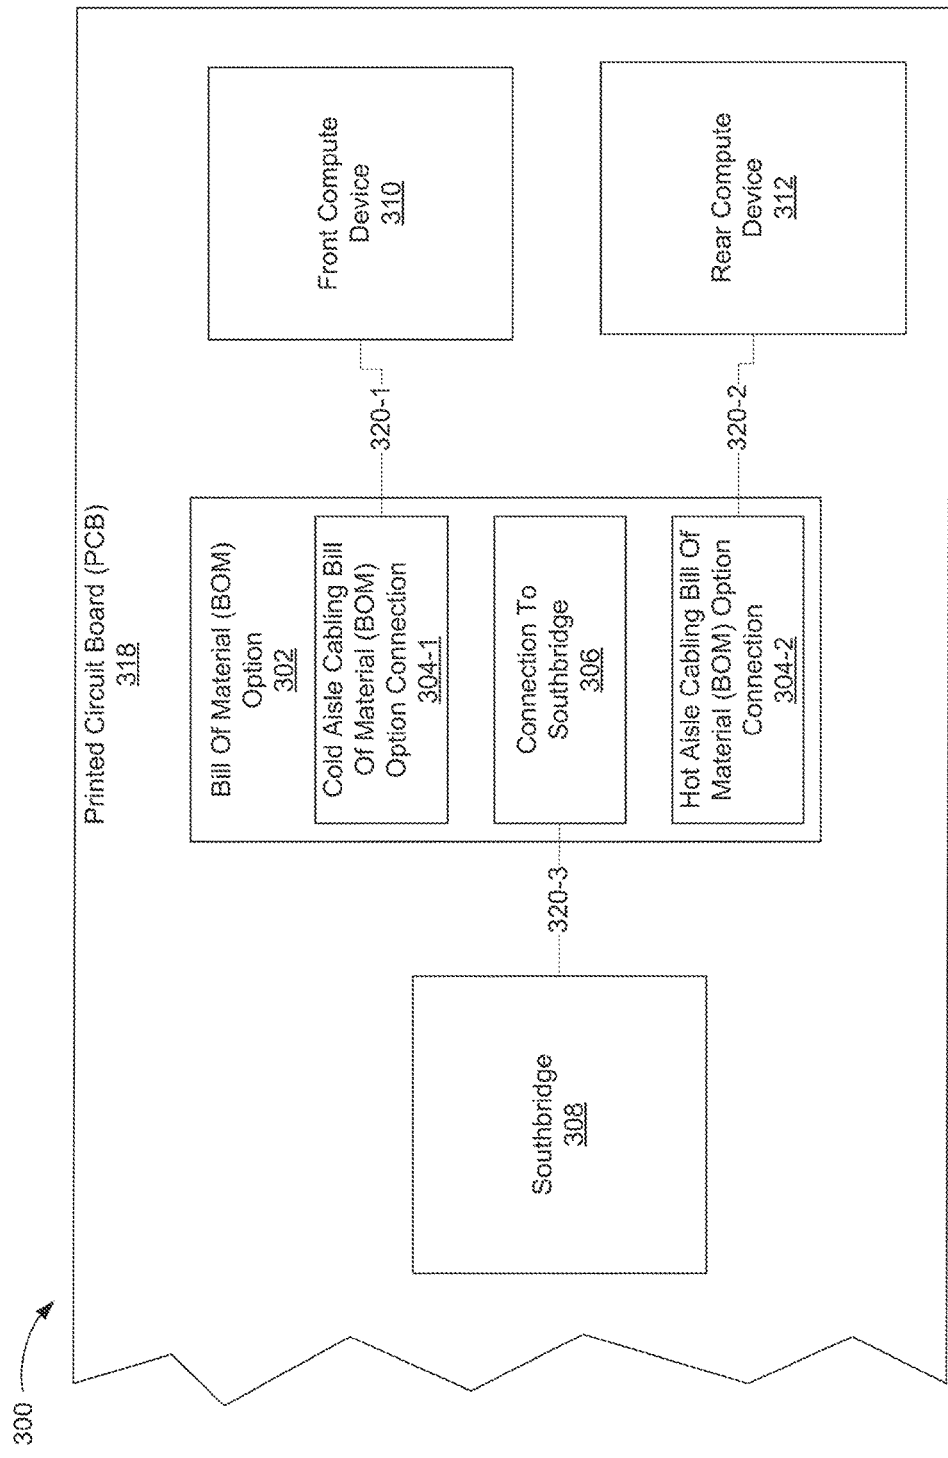 300
Printed Circuit Board (PCB)
318
Southbridge
308
320-3
Bill Of Material (BOM)
Option
302
Cold Aisle Cabling Bill
Of Material (BOM)
Option Connection
304-1
Connection To
Southbridge
306
Hot Aisle Cabling Bill Of
Material (BOM) Option
Connection
304-2
320-1
320-2
Front Compute
Device
310
Rear Compute
Device
312